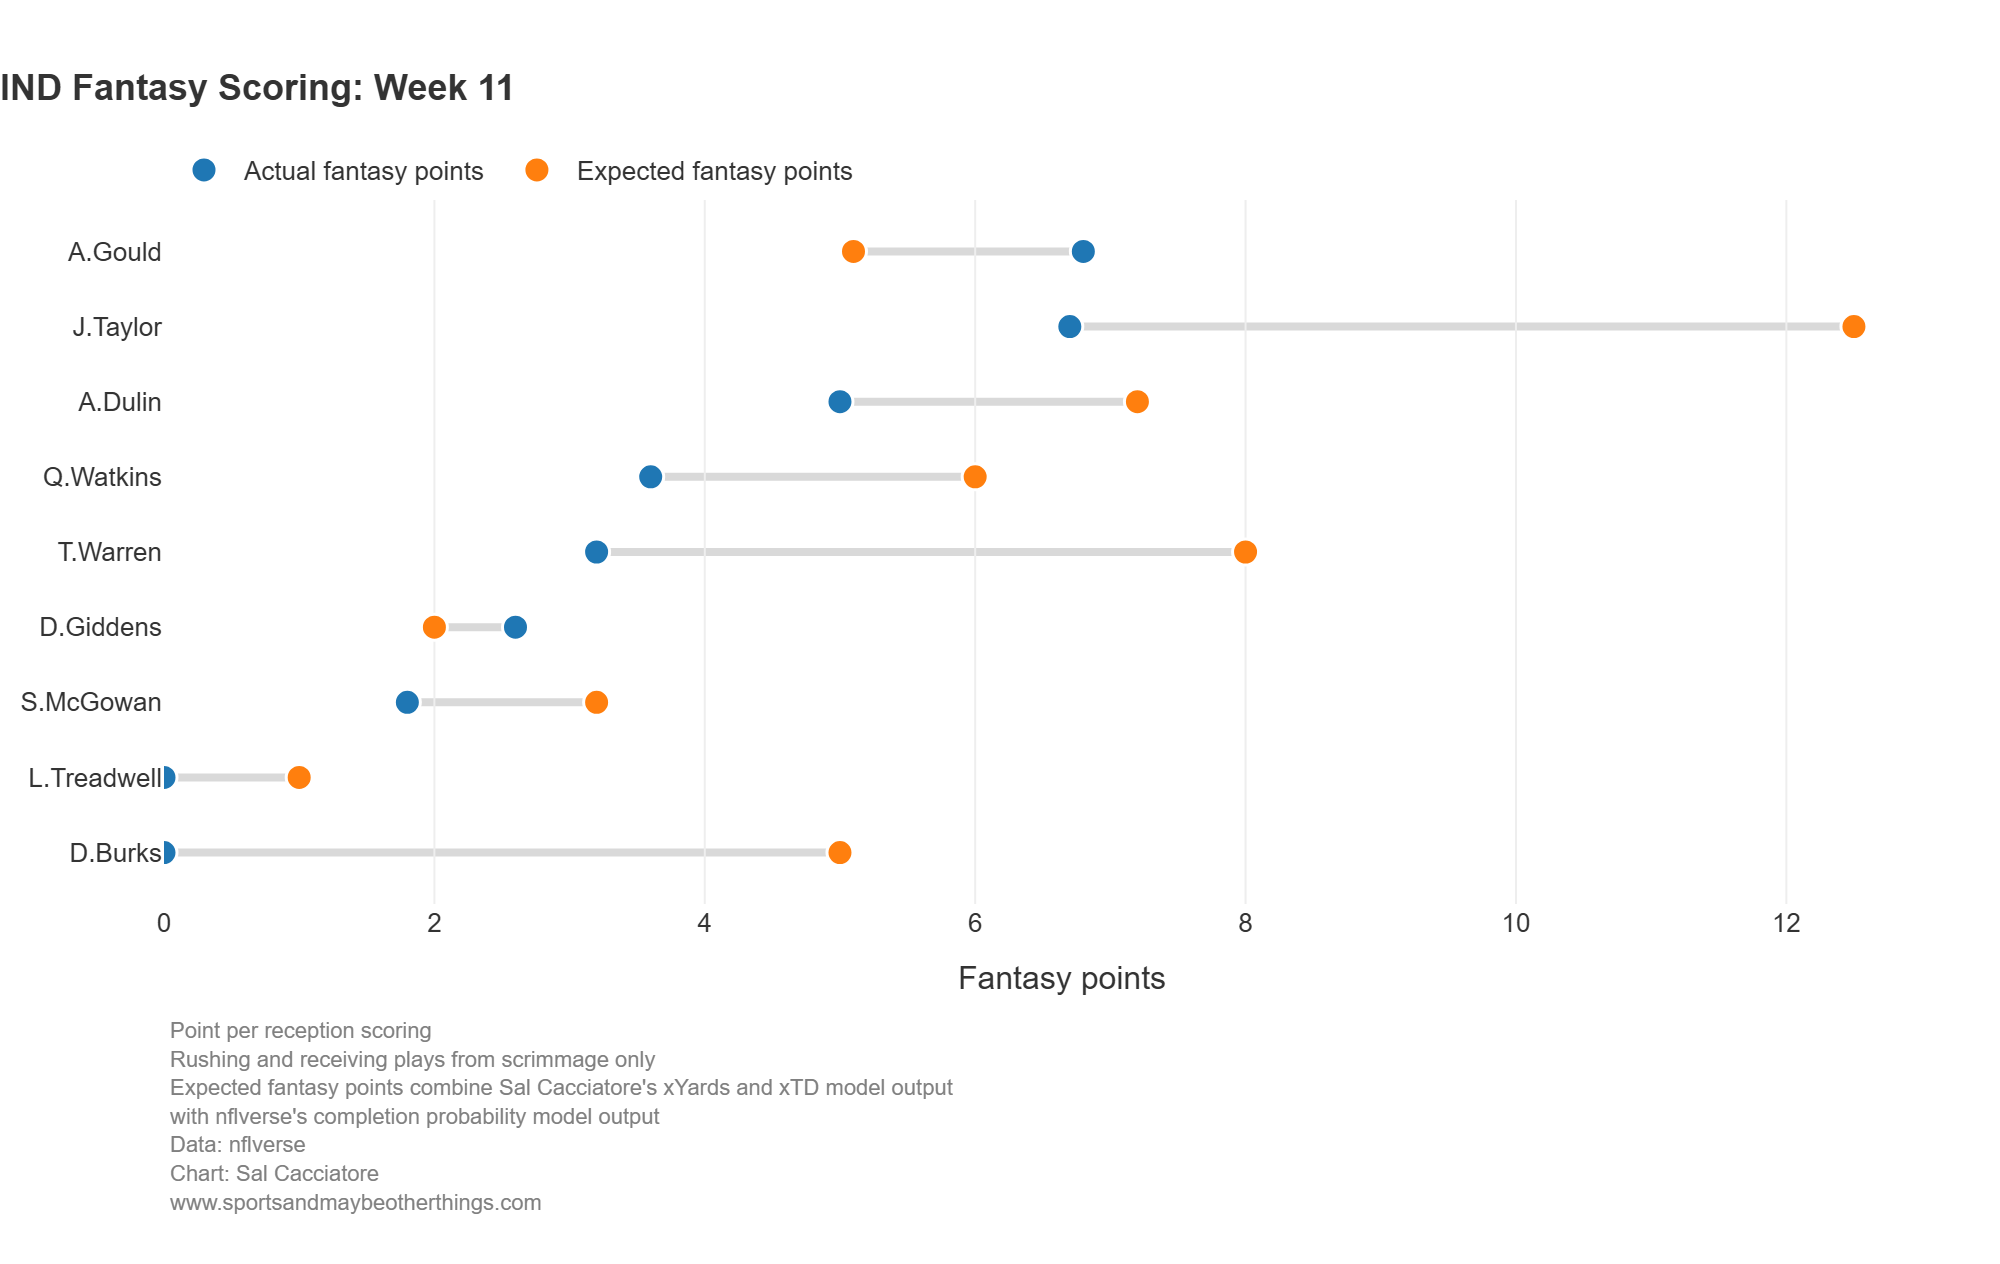 IND Fantasy Scoring: Week 11
Actual fantasy points
Expected fantasy points
A.Gould
J.Taylor
A.Dulin
Q.Watkins
T.Warren
D.Giddens
S.McGowan
L.Treadwell
D.Burks
0 2 4 6 8 10 12
Fantasy points
Point per reception scoring
Rushing and receiving plays from scrimmage only
Expected fantasy points combine Sal Cacciatore's xYards and xTD model output
with nflverse's completion probability model output
Data: nflverse
Chart: Sal Cacciatore
www.sportsandmaybeotherthings.com